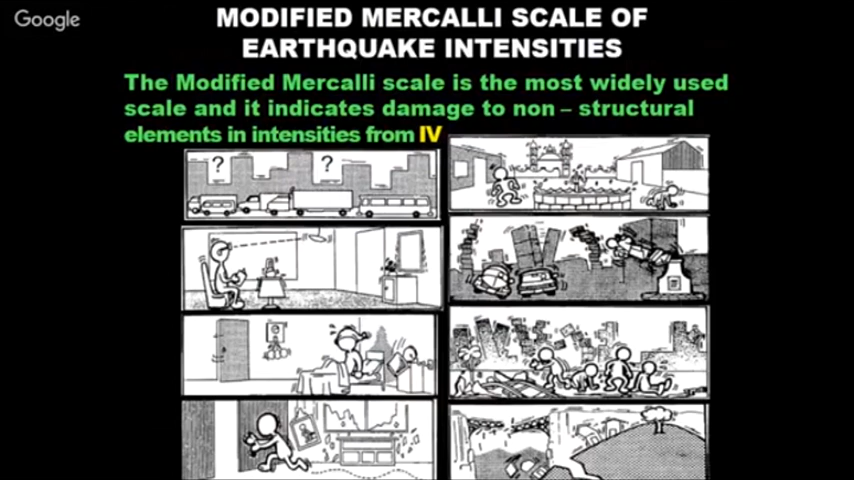 Google
MODIFIED MERCALLI SCALE OF
EARTHQUAKE INTENSITIES
The Modified Mercalli scale is the most widely used
scale and it indicates damage to non – structural
elements in intensities from IV
? ?